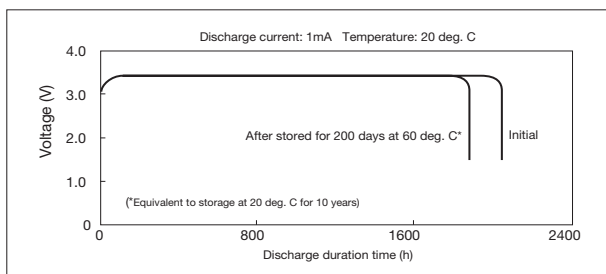 Discharge current: 1mA Temperature: 20 deg. C
4.0
3.0
2.0
1.0
0
Voltage (V)
After stored for 200 days at 60 deg. C*
Initial
(*Equivalent to storage at 20 deg. C for 10 years)
0 800 1600 2400
Discharge duration time (h)